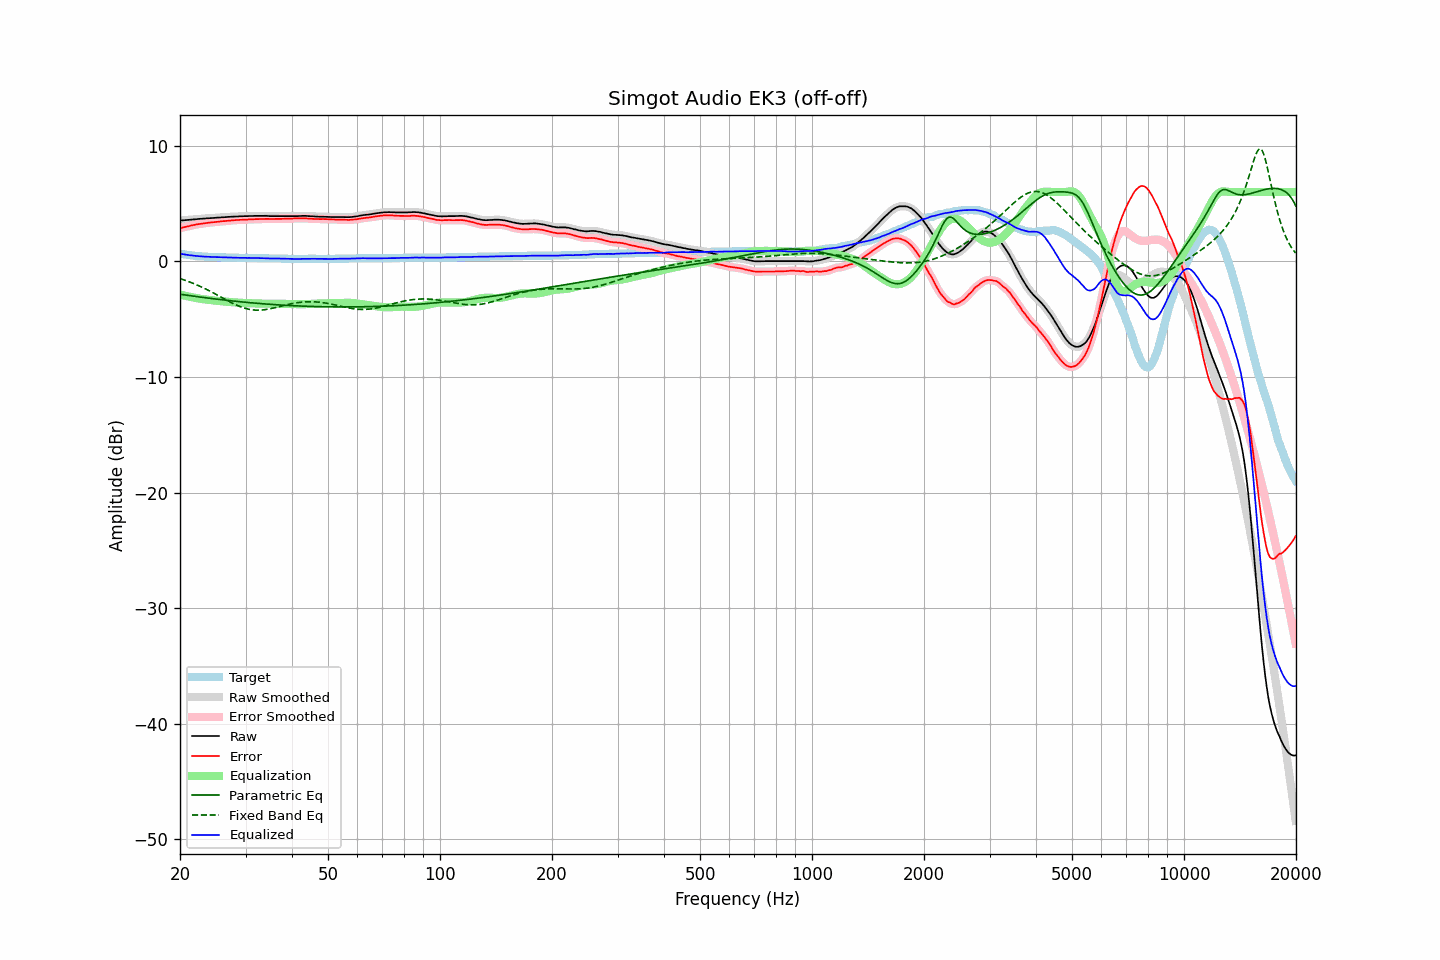 Simgot Audio EK3 (off-off)
10
0
−10
−20
−30
−40
−50
Amplitude (dBr)
Target
Raw Smoothed
Error Smoothed
Raw
Error
Equalization
Parametric Eq
Fixed Band Eq
Equalized
20
50
100
200
500
1000
2000
5000
10000
20000
Frequency (Hz)